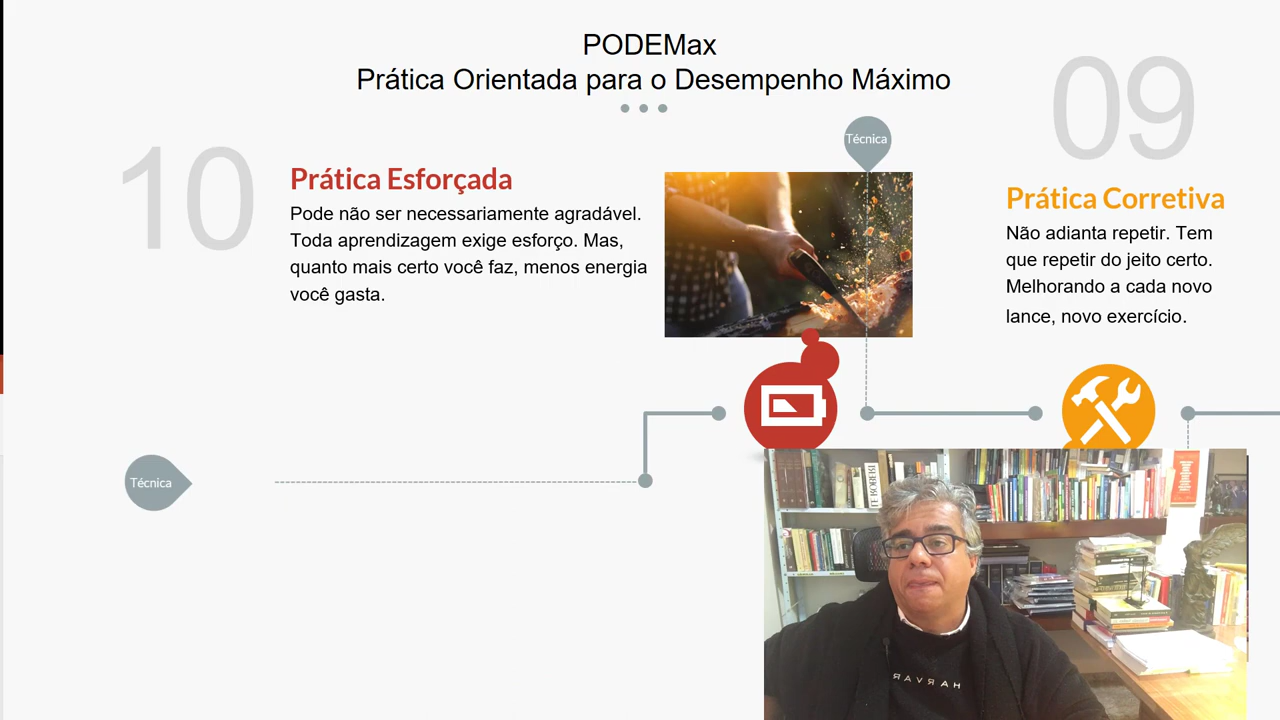 PODEMax
Prática Orientada para o Desempenho Máximo
09
Técnica
10
Prática Esforçada
Pode não ser necessariamente agradável.
Toda aprendizagem exige esforço. Mas,
quanto mais certo você faz, menos energia
você gasta.
Prática Corretiva
Não adianta repetir. Tem
que repetir do jeito certo.
Melhorando a cada novo
lance, novo exercício.
Técnica
HARVARD